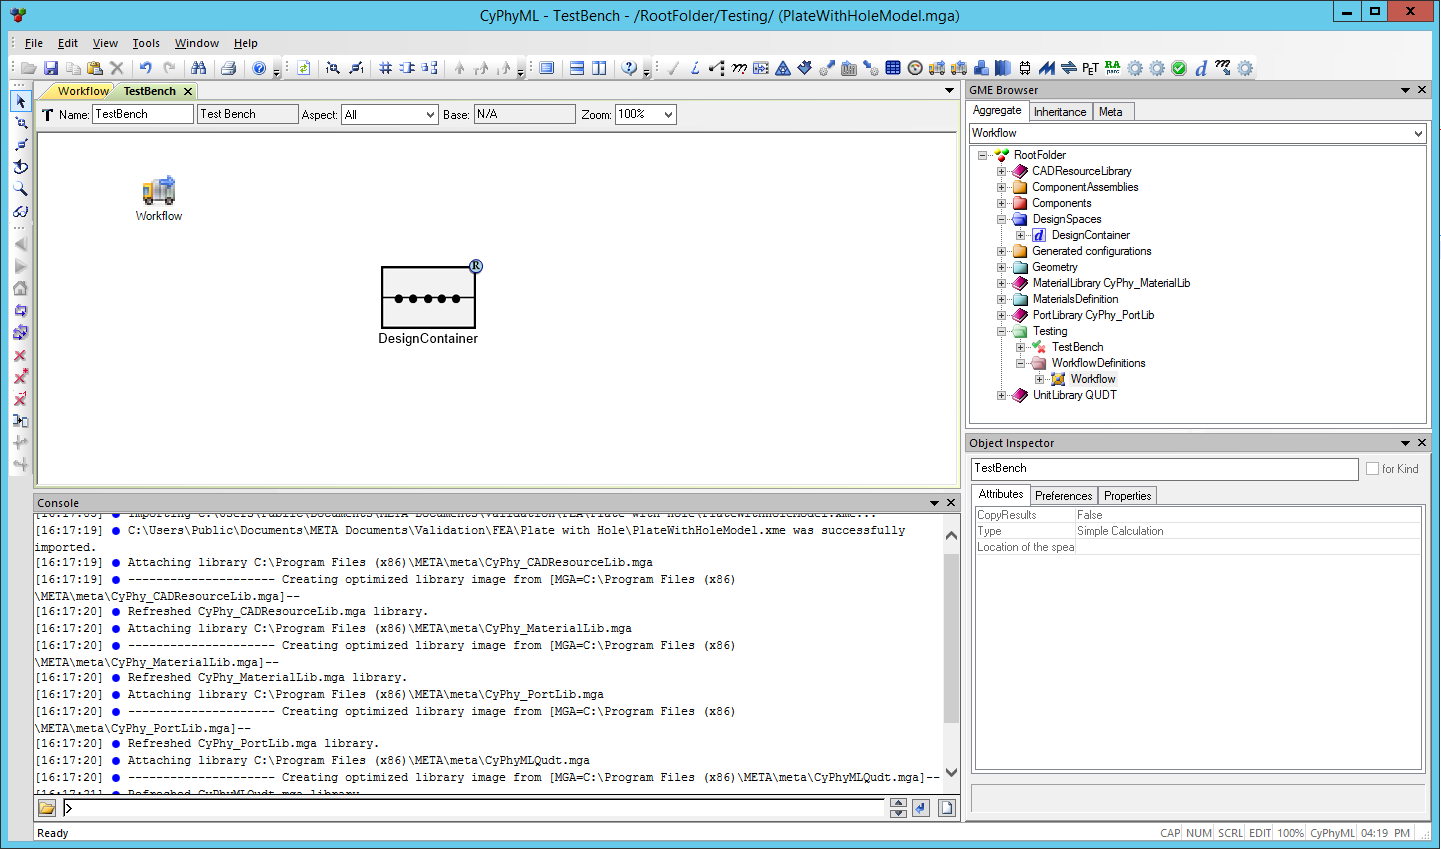 CyPhyML - TestBench - /RootFolder/Testing/ (PlateWithHoleModel.mga)
File Edit View Tools Window Help
PET RA parc d
Workflow TestBench
T Name: TestBench Test Bench Aspect: All Base: N/A Zoom: 100%
Workflow
R
DesignContainer
Console
[16:17:19] C:\Users\Public\Documents\META Documents\Validation\FEA\Plate with Hole\PlateWithHoleModel.xme was successfully
imported.
[16:17:19] Attaching library C:\Program Files (x86)\META\meta\CyPhy_CADResourceLib.mga
[16:17:19] --------------------- Creating optimized library image from [MGA=C:\Program Files (x86)
\META\meta\CyPhy_CADResourceLib.mga]--
[16:17:20] Refreshed CyPhy_CADResourceLib.mga library.
[16:17:20] Attaching library C:\Program Files (x86)\META\meta\CyPhy_MaterialLib.mga
[16:17:20] --------------------- Creating optimized library image from [MGA=C:\Program Files (x86)
\META\meta\CyPhy_MaterialLib.mga]--
[16:17:20] Refreshed CyPhy_MaterialLib.mga library.
[16:17:20] Attaching library C:\Program Files (x86)\META\meta\CyPhy_PortLib.mga
[16:17:20] --------------------- Creating optimized library image from [MGA=C:\Program Files (x86)
\META\meta\CyPhy_PortLib.mga]--
[16:17:20] Refreshed CyPhy_PortLib.mga library.
[16:17:20] Attaching library C:\Program Files (x86)\META\meta\CyPhyMLQudt.mga
[16:17:20] --------------------- Creating optimized library image from [MGA=C:\Program Files (x86)\META\meta\CyPhyMLQudt.mga]--
[16:17:21] Refreshed CyPhyMLQudt.mga library.
>
GME Browser
Aggregate Inheritance Meta
Workflow
RootFolder
CADResourceLibrary
ComponentAssemblies
Components
DesignSpaces
d DesignContainer
Generated configurations
Geometry
MaterialLibrary CyPhy_MaterialLib
MaterialsDefinition
PortLibrary CyPhy_PortLib
Testing
TestBench
WorkflowDefinitions
Workflow
UnitLibrary QUDT
Object Inspector
TestBench for Kind
Attributes Preferences Properties
CopyResults False
Type Simple Calculation
Location of the spea
Ready CAP NUM SCRL EDIT 100% CyPhyML 04:19 PM